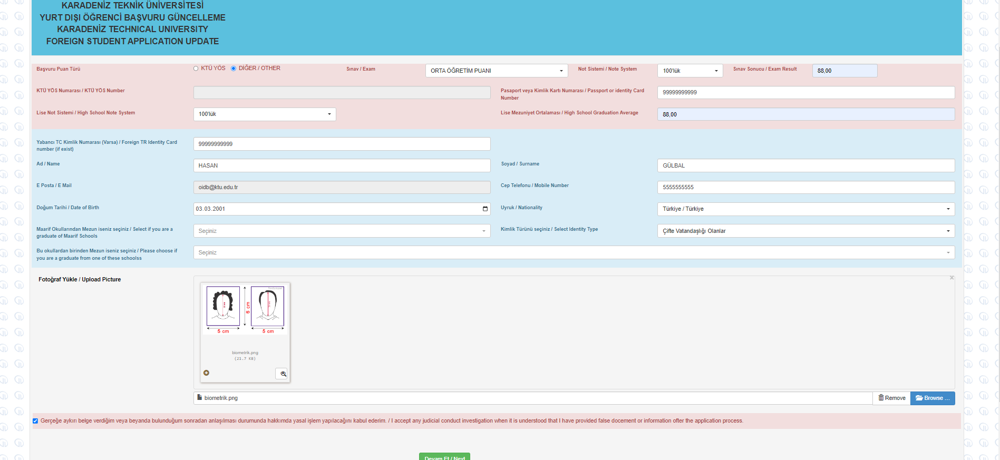 KARADENİZ TEKNİK ÜNİVERSİTESİ
YURT DIŞI ÖĞRENCİ BAŞVURU GÜNCELLEME
KARADENİZ TECHNICAL UNIVERSITY
FOREIGN STUDENT APPLICATION UPDATE
Başvuru Puan Türü KTÜ YÖS DİĞER / OTHER Sınav / Exam ORTA ÖĞRETİM PUANI Not Sistemi / Note System 100'lük Sınav Sonucu / Exam Result 88,00
KTÜ YÖS Numarası / KTÜ YÖS Number Pasaport veya Kimlik Kartı Numarası / Passport or identity Card 99999999999
Number
Lise Not Sistemi / High School Note System 100'lük Lise Mezuniyet Ortalaması / High School Graduation Average 88,00
Yabancı TC Kimlik Numarası (Varsa) / Foreign TR Identity Card 99999999999
number (if exist)
Ad / Name HASAN Soyad / Surname GÜLBAL
E Posta / E Mail oidb@ktu.edu.tr Cep Telefonu / Mobile Number 5555555555
Doğum Tarihi / Date of Birth 03.03.2001 Uyruk / Nationality Türkiye / Türkiye
Maarif Okullarından Mezun iseniz seçiniz / Select if you are a Seçiniz Kimlik Türünü seçiniz / Select Identity Type Çifte Vatandaşlığı Olanlar
graduate of Maarif Schools
Bu okullardan birinden Mezun iseniz seçiniz / Please choose if Seçiniz
you are a graduate from one of these schoolss
Fotoğraf Yükle / Upload Picture
×
6 cm
5 cm 5 cm
biometrik.png
(21.7 KB)
biometrik.png Remove Browse ...
Gerçeğe aykırı belge verdiğim veya beyanda bulunduğum sonradan anlaşılması durumunda hakkımda yasal işlem yapılacağını kabul ederim. / I accept any judicial conduct investigation when it is understood that I have provided false docement or information ofter the application process.
Devam Et / Next